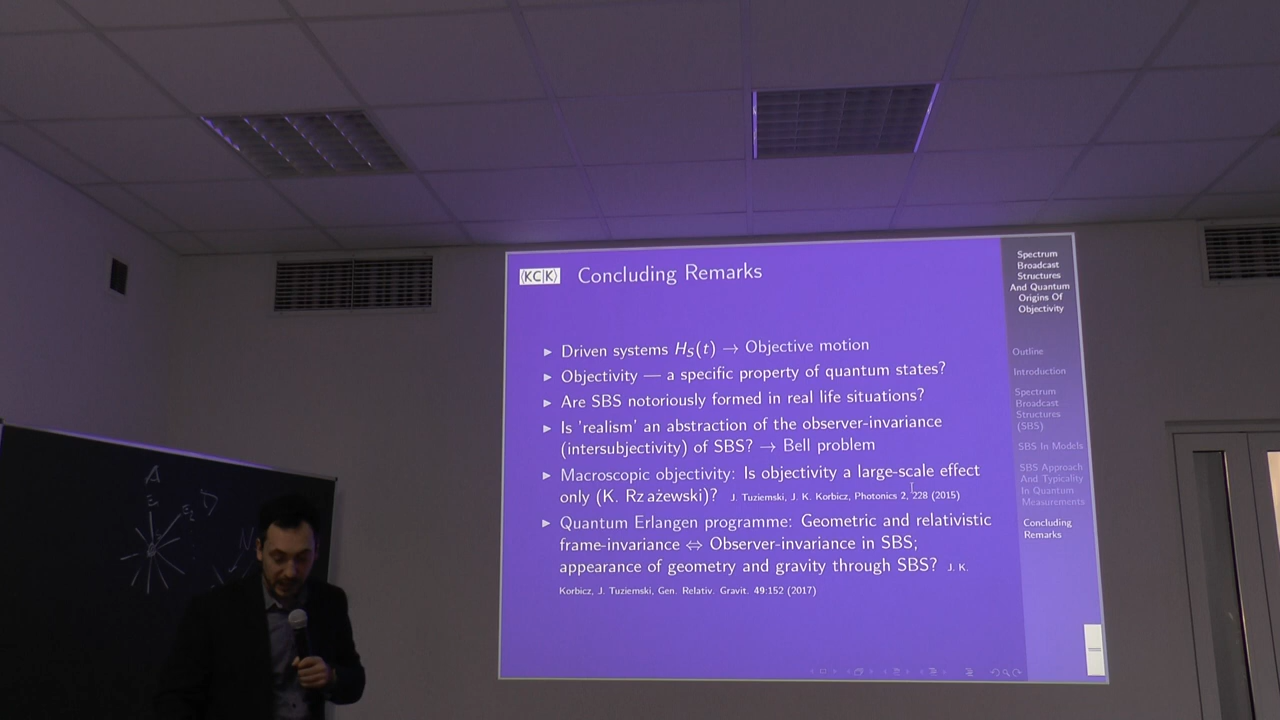 ⟨KC|K⟩ Concluding Remarks
▶ Driven systems H_S(t) → Objective motion
▶ Objectivity — a specific property of quantum states?
▶ Are SBS notoriously formed in real life situations?
▶ Is 'realism' an abstraction of the observer-invariance
(intersubjectivity) of SBS? → Bell problem
▶ Macroscopic objectivity: Is objectivity a large-scale effect
only (K. Rzażewski)? J. Tuziemski, J. K. Korbicz, Photonics 2, 228 (2015)
▶ Quantum Erlangen programme: Geometric and relativistic
frame-invariance ⇔ Observer-invariance in SBS;
appearance of geometry and gravity through SBS? J. K.
Korbicz, J. Tuziemski, Gen. Relativ. Gravit. 49:152 (2017)
Spectrum
Broadcast
Structures
And Quantum
Origins Of
Objectivity
Outline
Introduction
Spectrum
Broadcast
Structures
(SBS)
SBS In Models
SBS Approach
And Typicality
In Quantum
Measurements
Concluding
Remarks
A